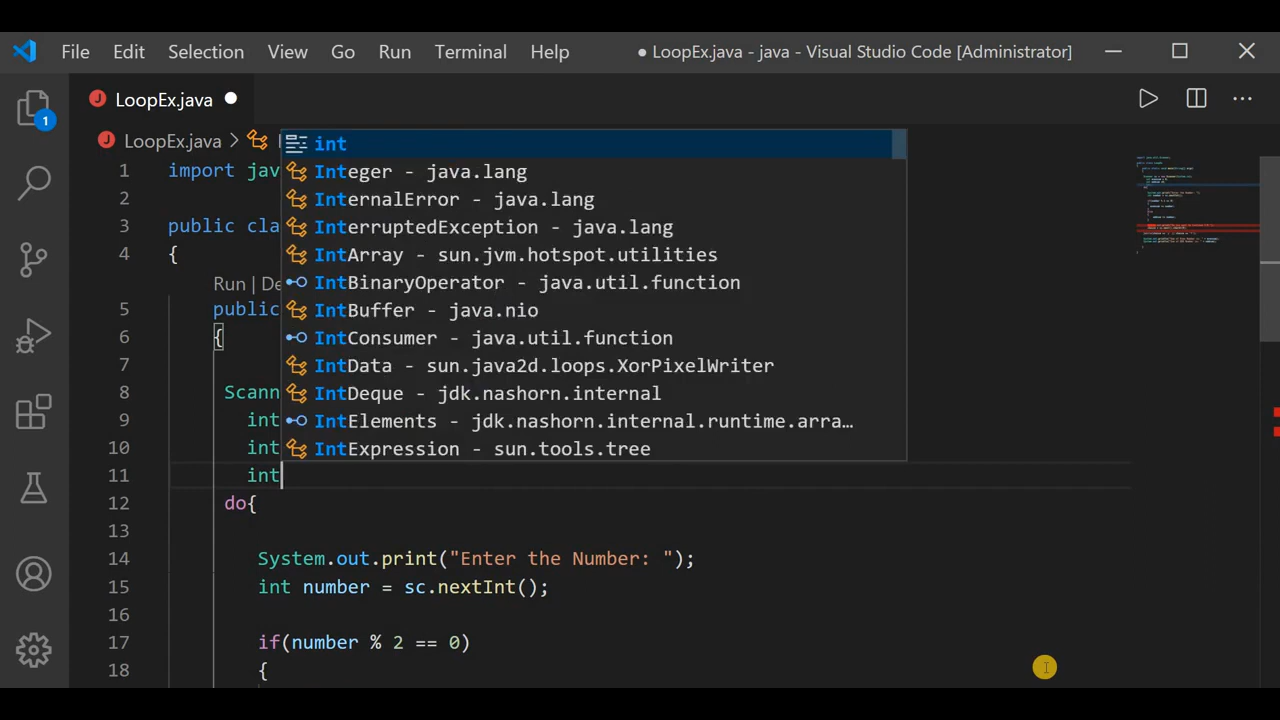 File Edit Selection View Go Run Terminal Help ● LoopEx.java - java - Visual Studio Code [Administrator]
LoopEx.java
LoopEx.java >
int
Integer - java.lang
InternalError - java.lang
InterruptedException - java.lang
IntArray - sun.jvm.hotspot.utilities
IntBinaryOperator - java.util.function
IntBuffer - java.nio
IntConsumer - java.util.function
IntData - sun.java2d.loops.XorPixelWriter
IntDeque - jdk.nashorn.internal
IntElements - jdk.nashorn.internal.runtime.arra…
IntExpression - sun.tools.tree
1 import jav
2
3 public cla
4 {
Run | De
5 public
6 {
7
8 Scann
9 int
10 int
11 int
12 do{
13
14 System.out.print("Enter the Number: ");
15 int number = sc.nextInt();
16
17 if(number % 2 == 0)
18 {
1